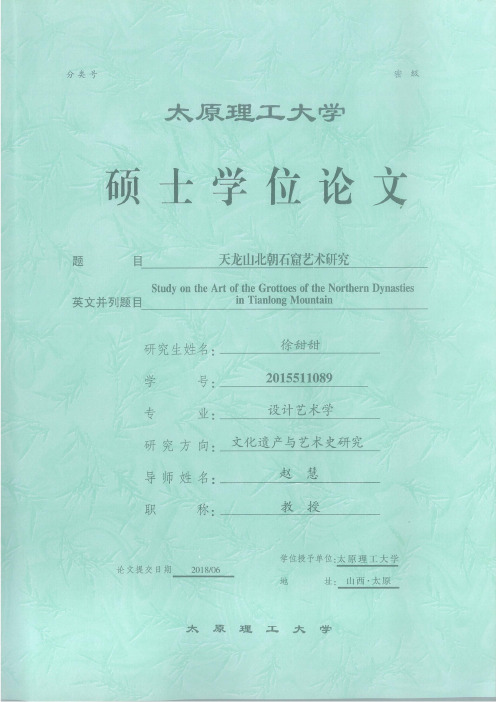 分类号 密级
太原理工大学
硕士学位论文
题 目 天龙山北朝石窟艺术研究
英文并列题目 Study on the Art of the Grottoes of the Northern Dynasties
in Tianlong Mountain
研究生姓名: 徐甜甜
学 号: 2015511089
专 业: 设计艺术学
研究方向: 文化遗产与艺术史研究
导师姓名: 赵 慧
职 称: 教 授
学位授予单位:太原理工大学
论文提交日期 2018/06
地 址: 山西·太原
太原理工大学